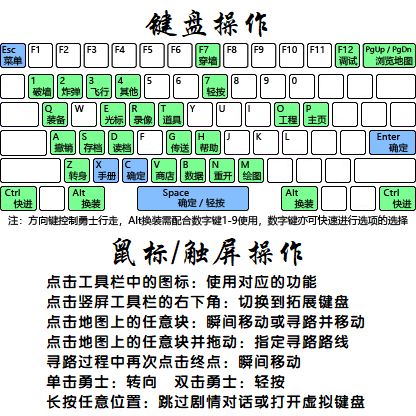 键盘操作
Esc 菜单 F1 F2 F3 F4 F5 F6 F7 穿墙 F8 F9 F10 F11 F12 调试 PgUp / PgDn 浏览地图
1 破墙 2 炸弹 3 飞行 4 其他 5 6 7 轻按 8 9 0
Q 装备 W E 光标 R 录像 T 道具 Y U I O 工程 P 主页
A 撤销 S 存档 D 读档 F G 传送 H 帮助 J K L Enter 确定
Z 转身 X 手册 C 确定 V 商店 B 数据 N 重开 M 绘图
Ctrl 快进 Alt 换装 Space 确定 / 轻按 Alt 换装 Ctrl 快进
注：方向键控制勇士行走，Alt换装需配合数字键1-9使用，数字键亦可快速进行选项的选择
鼠标/触屏操作
点击工具栏中的图标：使用对应的功能
点击竖屏工具栏的右下角：切换到拓展键盘
点击地图上的任意块：瞬间移动或寻路并移动
点击地图上的任意块并拖动：指定寻路路线
寻路过程中再次点击终点：瞬间移动
单击勇士：转向 双击勇士：轻按
长按任意位置：跳过剧情对话或打开虚拟键盘